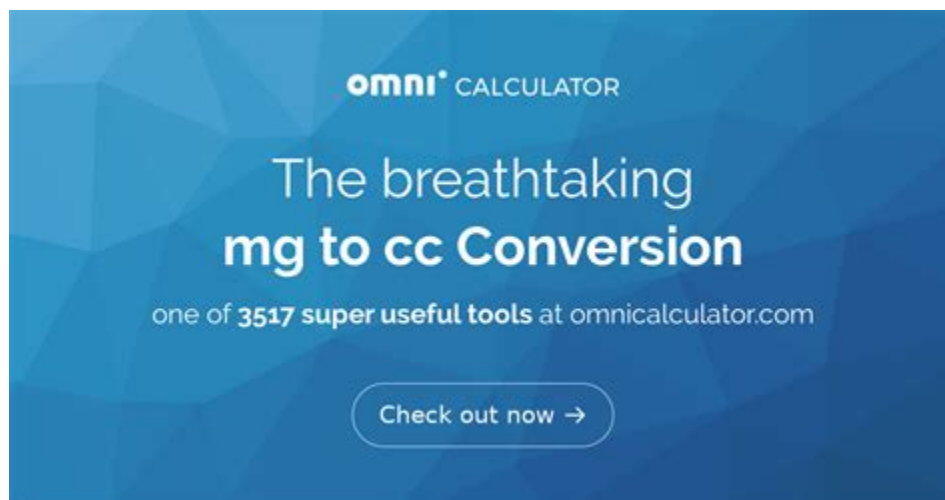 omni CALCULATOR
The breathtaking
mg to cc Conversion
one of 3517 super useful tools at omnicalculator.com
Check out now →